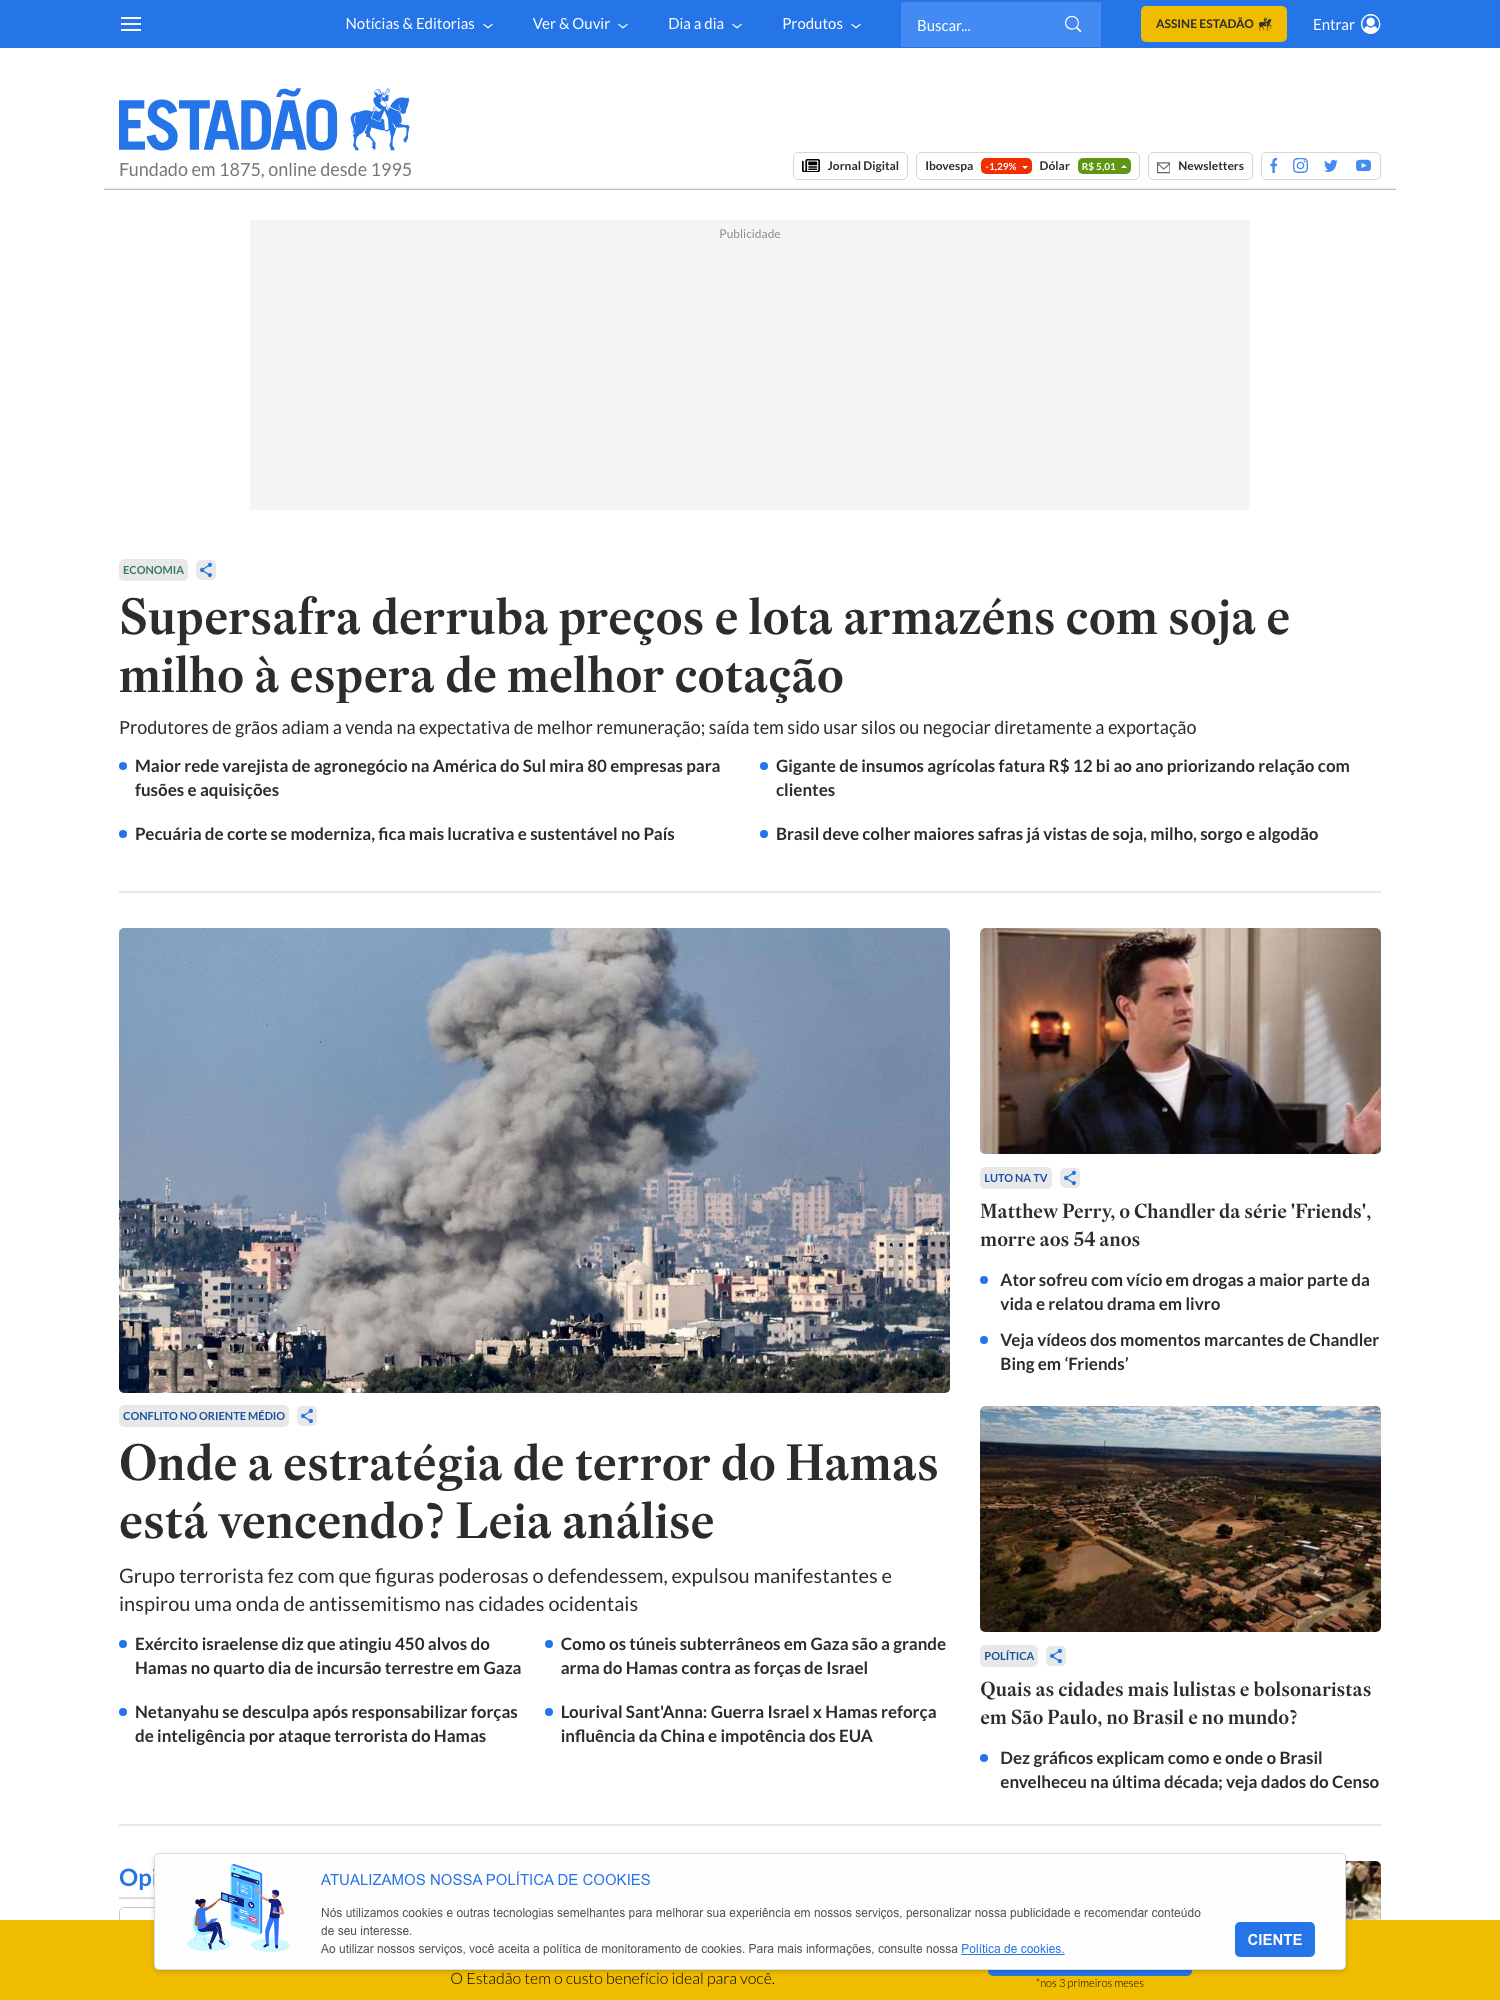 Notícias & Editorias
Ver & Ouvir
Dia a dia
Produtos
Buscar...
ASSINE ESTADÃO
Entrar
ESTADÃO
Fundado em 1875, online desde 1995
Jornal Digital
Ibovespa -1,29% Dólar R$ 5,01
Newsletters
Publicidade
ECONOMIA
Supersafra derruba preços e lota armazéns com soja e
milho à espera de melhor cotação
Produtores de grãos adiam a venda na expectativa de melhor remuneração; saída tem sido usar silos ou negociar diretamente a exportação
Maior rede varejista de agronegócio na América do Sul mira 80 empresas para
fusões e aquisições
Gigante de insumos agrícolas fatura R$ 12 bi ao ano priorizando relação com
clientes
Pecuária de corte se moderniza, fica mais lucrativa e sustentável no País
Brasil deve colher maiores safras já vistas de soja, milho, sorgo e algodão
CONFLITO NO ORIENTE MÉDIO
Onde a estratégia de terror do Hamas
está vencendo? Leia análise
Grupo terrorista fez com que figuras poderosas o defendessem, expulsou manifestantes e
inspirou uma onda de antissemitismo nas cidades ocidentais
Exército israelense diz que atingiu 450 alvos do
Hamas no quarto dia de incursão terrestre em Gaza
Como os túneis subterrâneos em Gaza são a grande
arma do Hamas contra as forças de Israel
Netanyahu se desculpa após responsabilizar forças
de inteligência por ataque terrorista do Hamas
Lourival Sant'Anna: Guerra Israel x Hamas reforça
influência da China e impotência dos EUA
LUTO NA TV
Matthew Perry, o Chandler da série 'Friends',
morre aos 54 anos
Ator sofreu com vício em drogas a maior parte da
vida e relatou drama em livro
Veja vídeos dos momentos marcantes de Chandler
Bing em ‘Friends’
POLÍTICA
Quais as cidades mais lulistas e bolsonaristas
em São Paulo, no Brasil e no mundo?
Dez gráficos explicam como e onde o Brasil
envelheceu na última década; veja dados do Censo
ATUALIZAMOS NOSSA POLÍTICA DE COOKIES
Nós utilizamos cookies e outras tecnologias semelhantes para melhorar sua experiência em nossos serviços, personalizar nossa publicidade e recomendar conteúdo
de seu interesse.
Ao utilizar nossos serviços, você aceita a política de monitoramento de cookies. Para mais informações, consulte nossa Política de cookies.
CIENTE
O Estadão tem o custo benefício ideal para você.
*nos 3 primeiros meses